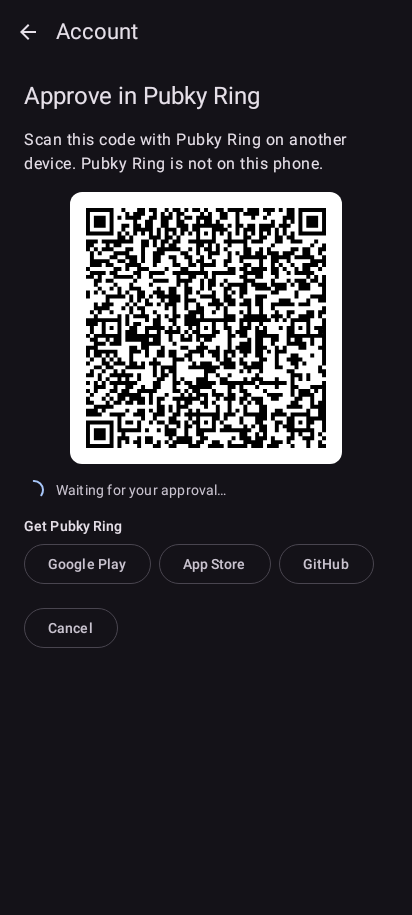 Account
Approve in Pubky Ring
Scan this code with Pubky Ring on another
device. Pubky Ring is not on this phone.
Waiting for your approval...
Get Pubky Ring
Google Play
App Store
GitHub
Cancel